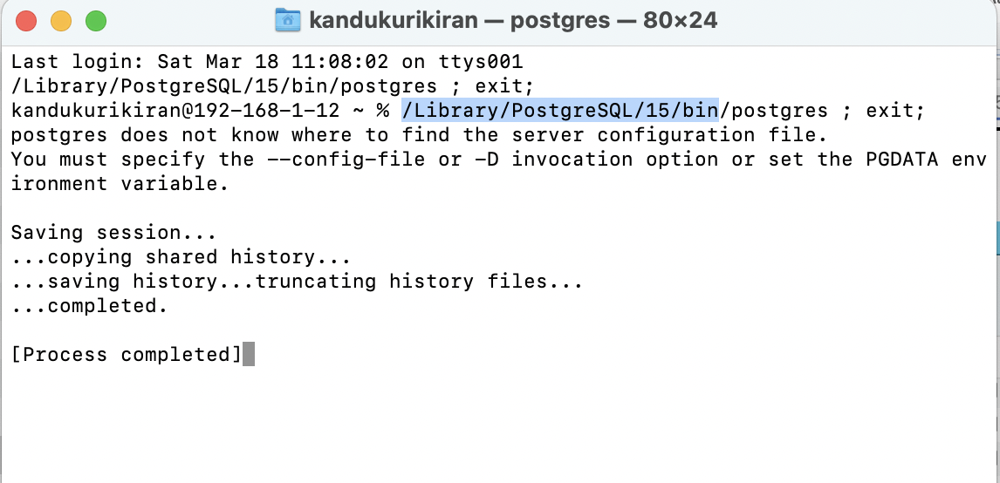 kandukurikiran — postgres — 80×24
Last login: Sat Mar 18 11:08:02 on ttys001
/Library/PostgreSQL/15/bin/postgres ; exit;
kandukurikiran@192-168-1-12 ~ % /Library/PostgreSQL/15/bin/postgres ; exit;
postgres does not know where to find the server configuration file.
You must specify the --config-file or -D invocation option or set the PGDATA env
ironment variable.
Saving session...
...copying shared history...
...saving history...truncating history files...
...completed.
[Process completed]